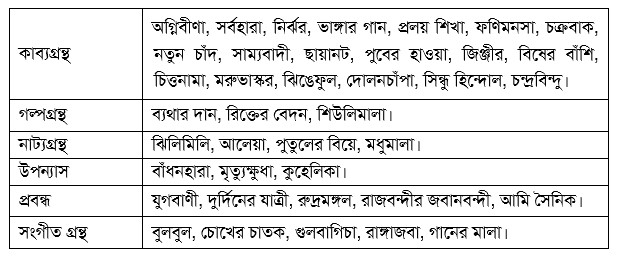 কাব্যগ্রন্থ
অগ্নিবীণা, সর্বহারা, নির্ঝর, ভাঙ্গার গান, প্রলয় শিখা, ফণিমনসা, চক্রবাক,
নতুন চাঁদ, সাম্যবাদী, ছায়ানট, পুবের হাওয়া, জিঞ্জীর, বিষের বাঁশি,
চিত্তনামা, মরুভাস্কর, ঝিঙেফুল, দোলনচাঁপা, সিন্ধু হিন্দোল, চন্দ্রবিন্দু।
গল্পগ্রন্থ ব্যথার দান, রিক্তের বেদন, শিউলিমালা।
নাট্যগ্রন্থ ঝিলিমিলি, আলেয়া, পুতুলের বিয়ে, মধুমালা।
উপন্যাস বাঁধনহারা, মৃত্যুক্ষুধা, কুহেলিকা।
প্রবন্ধ যুগবাণী, দুর্দিনের যাত্রী, রুদ্রমঙ্গল, রাজবন্দীর জবানবন্দী, আমি সৈনিক।
সংগীত গ্রন্থ বুলবুল, চোখের চাতক, গুলবাগিচা, রাঙ্গাজবা, গানের মালা।